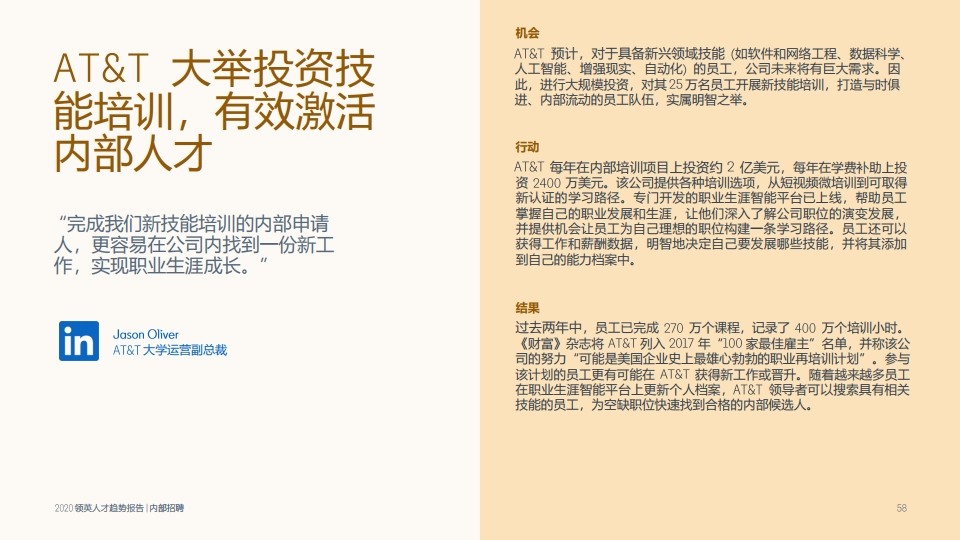 AT&T 大举投资技
能培训，有效激活
内部人才
“完成我们新技能培训的内部申请
人，更容易在公司内找到一份新工
作，实现职业生涯成长。”
in
Jason Oliver
AT&T 大学运营副总裁
2020 领英人才趋势报告 | 内部招聘
机会
AT&T 预计，对于具备新兴领域技能 (如软件和网络工程、数据科学、
人工智能、增强现实、自动化) 的员工，公司未来将有巨大需求。因
此，进行大规模投资，对其 25 万名员工开展新技能培训，打造与时俱
进、内部流动的员工队伍，实属明智之举。
行动
AT&T 每年在内部培训项目上投资约 2 亿美元，每年在学费补助上投
资 2400 万美元。该公司提供各种培训选项，从短视频微培训到可取得
新认证的学习路径。专门开发的职业生涯智能平台已上线，帮助员工
掌握自己的职业发展和生涯，让他们深入了解公司职位的演变发展，
并提供机会让员工为自己理想的职位构建一条学习路径。员工还可以
获得工作和薪酬数据，明智地决定自己要发展哪些技能，并将其添加
到自己的能力档案中。
结果
过去两年中，员工已完成 270 万个课程，记录了 400 万个培训小时。
《财富》杂志将 AT&T 列入 2017 年“100 家最佳雇主”名单，并称该公
司的努力“可能是美国企业史上最雄心勃勃的职业再培训计划”。参与
该计划的员工更有可能在 AT&T 获得新工作或晋升。随着越来越多员工
在职业生涯智能平台上更新个人档案，AT&T 领导者可以搜索具有相关
技能的员工，为空缺职位快速找到合格的内部候选人。
58